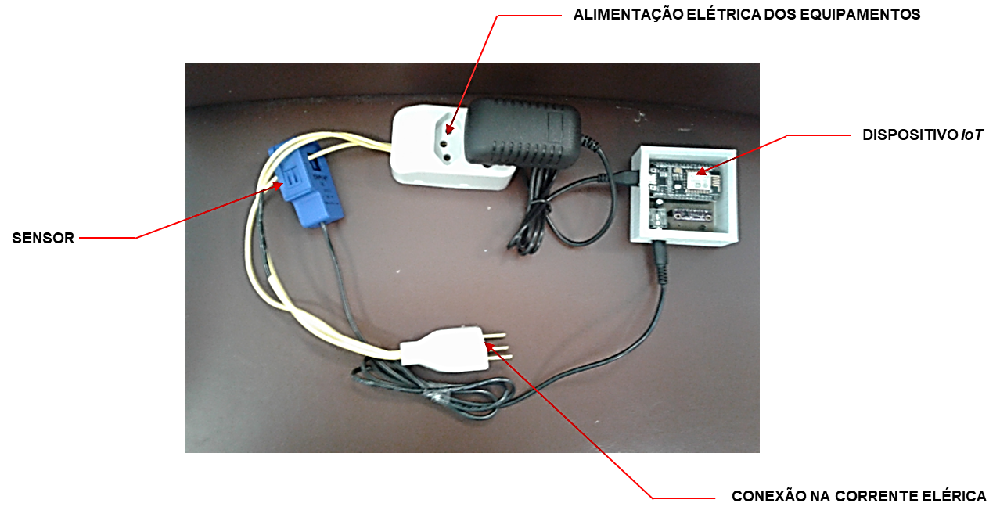 ALIMENTAÇÃO ELÉTRICA DOS EQUIPAMENTOS
DISPOSITIVO IoT
SENSOR
CONEXÃO NA CORRENTE ELÉRICA